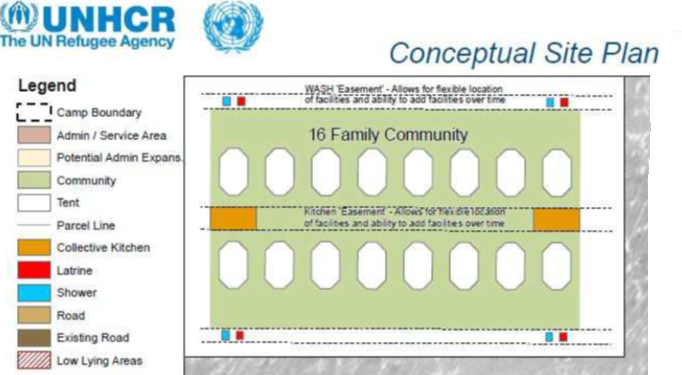 UNHCR
The UN Refugee Agency
Conceptual Site Plan
Legend
Camp Boundary
Admin / Service Area
Potential Admin Expans.
Community
Tent
Parcel Line
Collective Kitchen
Latrine
Shower
Road
Existing Road
Low Lying Areas
WASH 'Easement' - Allows for flexible location
of facilities and ability to add facilities over time
16 Family Community
Kitchen 'Easement' - Allows for flexible location
of facilities and ability to add facilities over time